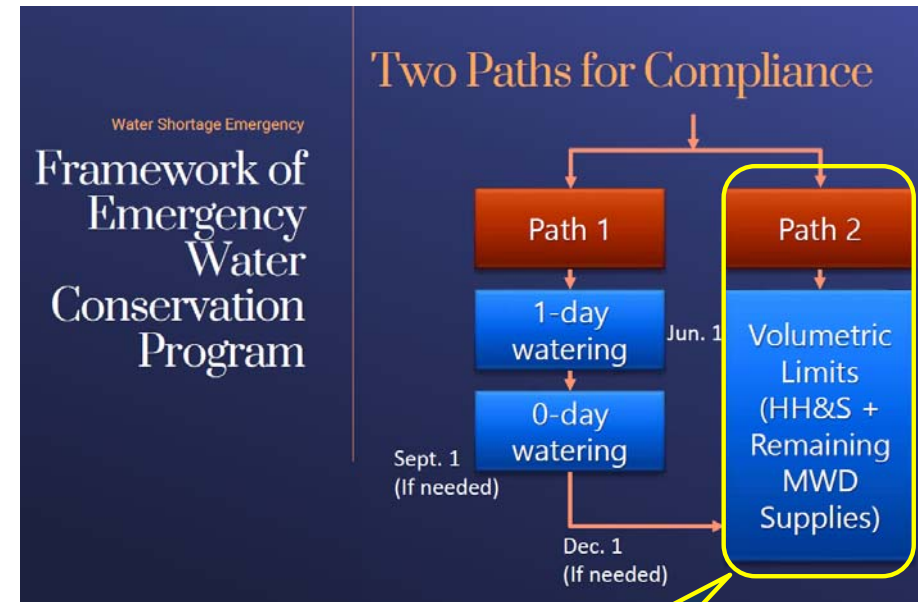 Two Paths for Compliance
Water Shortage Emergency
Framework of
Emergency
Water
Conservation
Program
Path 1
Path 2
1-day
watering
Jun. 1
0-day
watering
Sept. 1
(If needed)
Dec. 1
(If needed)
Volumetric
Limits
(HH&S +
Remaining
MWD
Supplies)